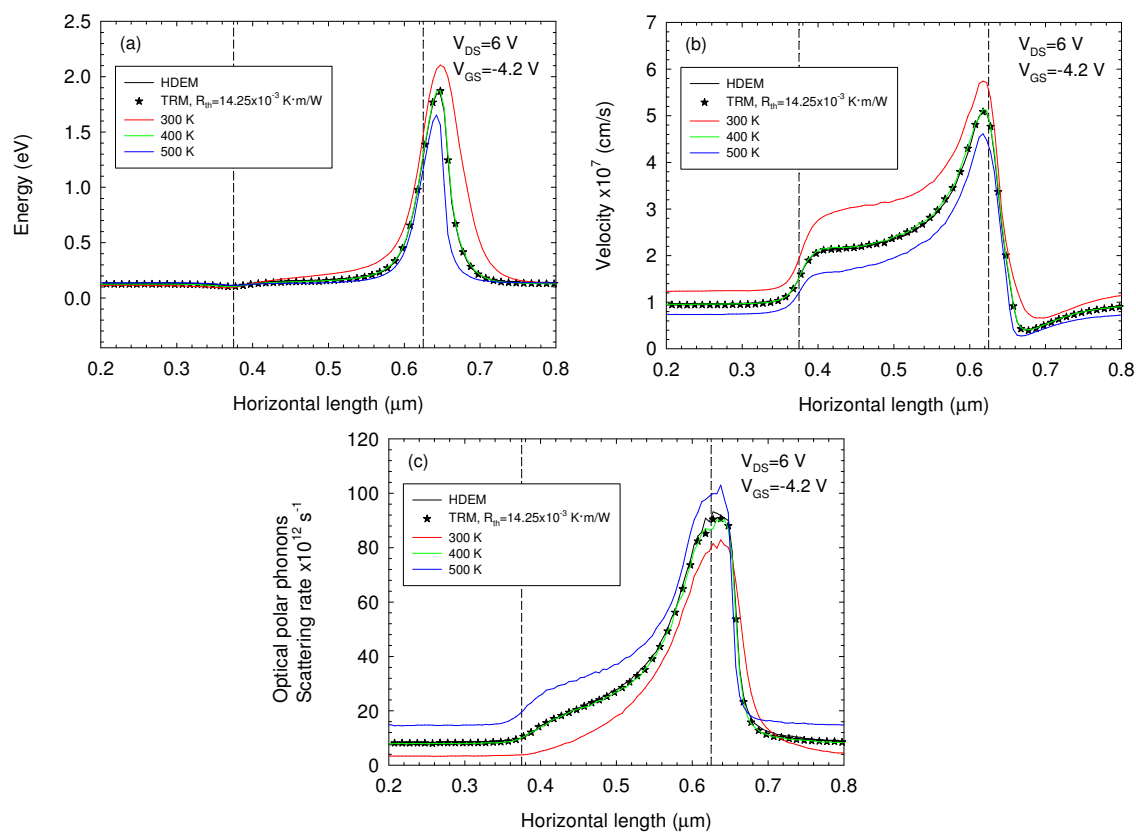 (a)
V_DS=6 V
V_GS=-4.2 V
HDEM
TRM, R_th=14.25x10^-3 K·m/W
300 K
400 K
500 K
Energy (eV)
2.5
2.0
1.5
1.0
0.5
0.0
0.2 0.3 0.4 0.5 0.6 0.7 0.8
Horizontal length (μm)
(b)
V_DS=6 V
V_GS=-4.2 V
HDEM
TRM, R_th=14.25x10^-3 K·m/W
300 K
400 K
500 K
Velocity x10^7 (cm/s)
7
6
5
4
3
2
1
0
0.2 0.3 0.4 0.5 0.6 0.7 0.8
Horizontal length (μm)
(c)
V_DS=6 V
V_GS=-4.2 V
HDEM
TRM, R_th=14.25x10^-3 K·m/W
300 K
400 K
500 K
Optical polar phonons
Scattering rate x10^12 s^-1
120
100
80
60
40
20
0
0.2 0.3 0.4 0.5 0.6 0.7 0.8
Horizontal length (μm)